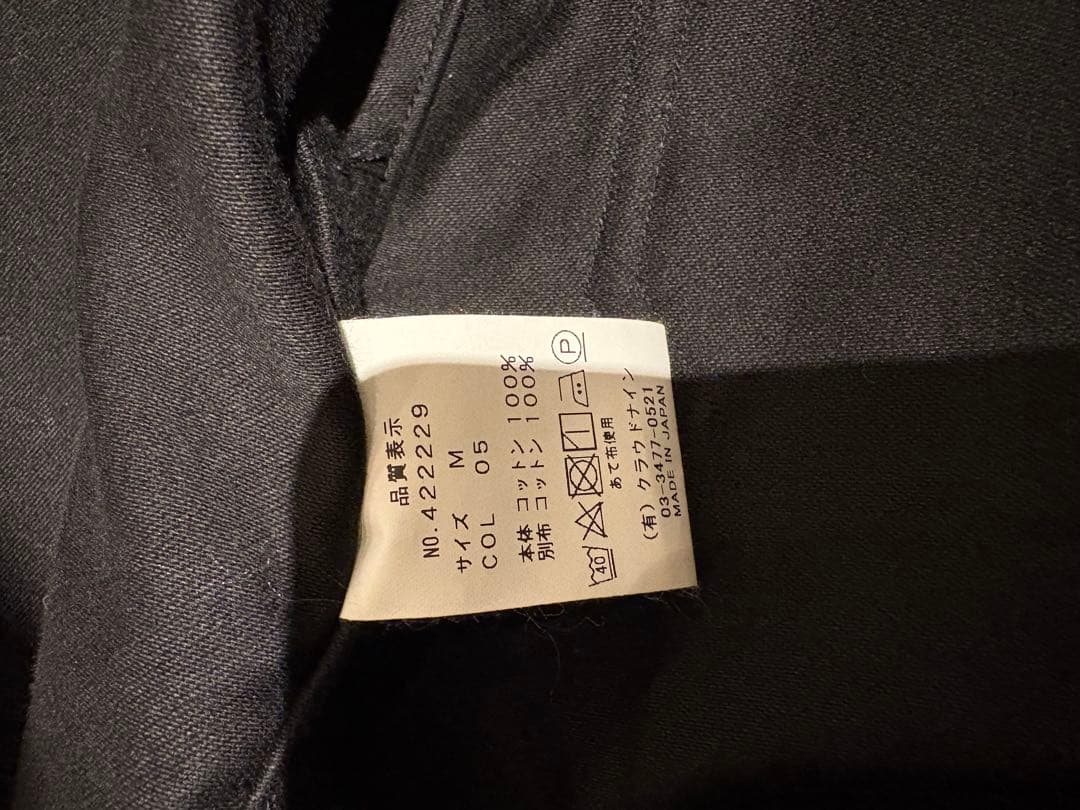 品質表示
NO.422229
サイズ M
COL 05
本体 コットン 100%
別布 コットン 100%
40 P
あて布使用
(有)クラウドナイン
03-3477-0521
MADE IN JAPAN